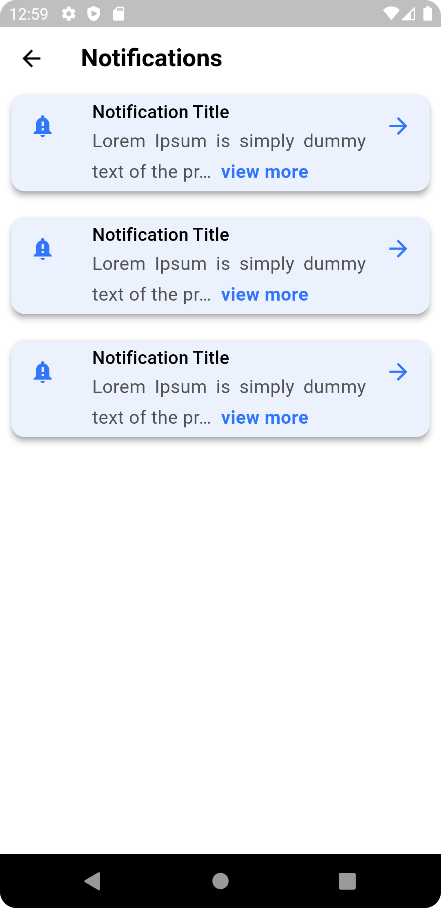 12:59
Notifications
Notification Title
Lorem Ipsum is simply dummy
text of the pr... view more
Notification Title
Lorem Ipsum is simply dummy
text of the pr... view more
Notification Title
Lorem Ipsum is simply dummy
text of the pr... view more